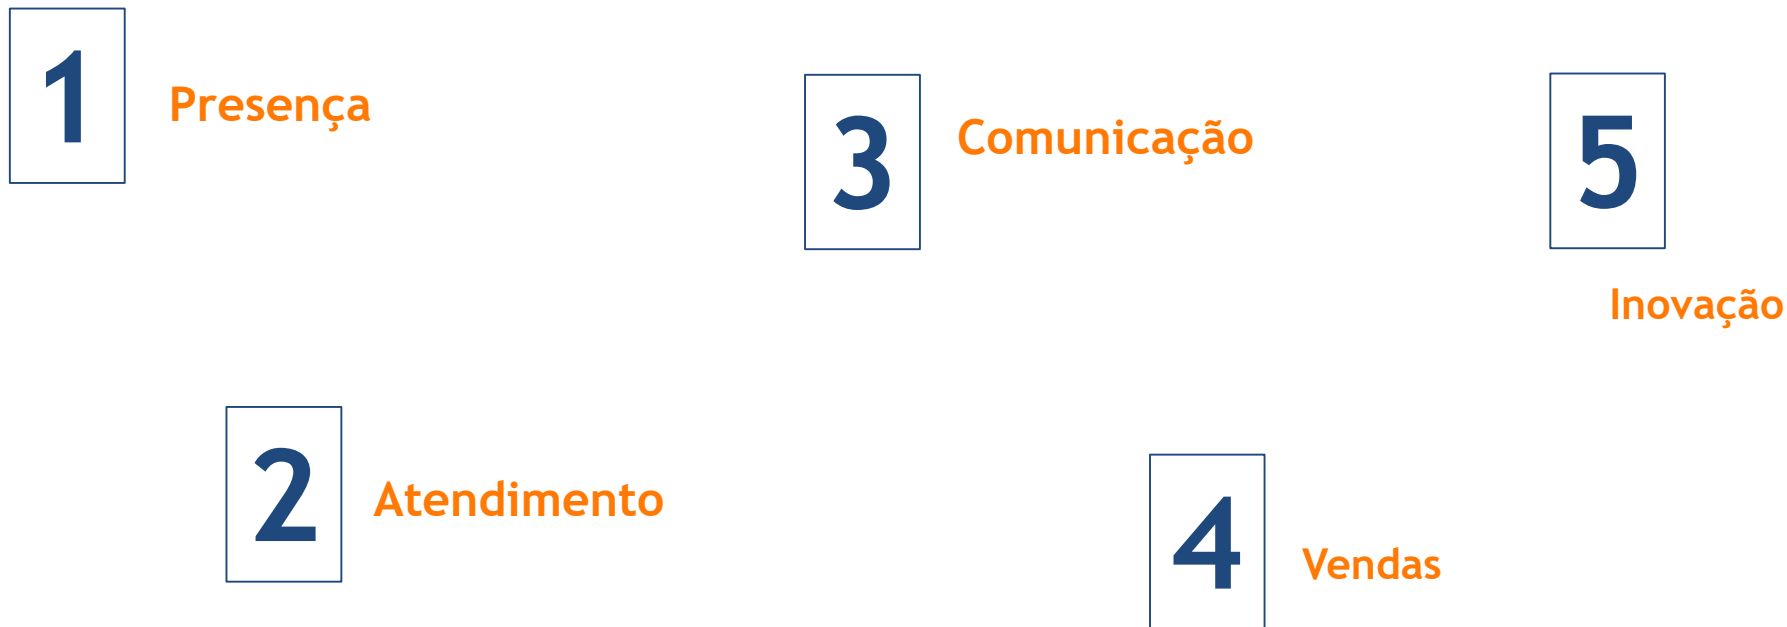 1
Presença
2
Atendimento
3
Comunicação
4
Vendas
5
Inovação